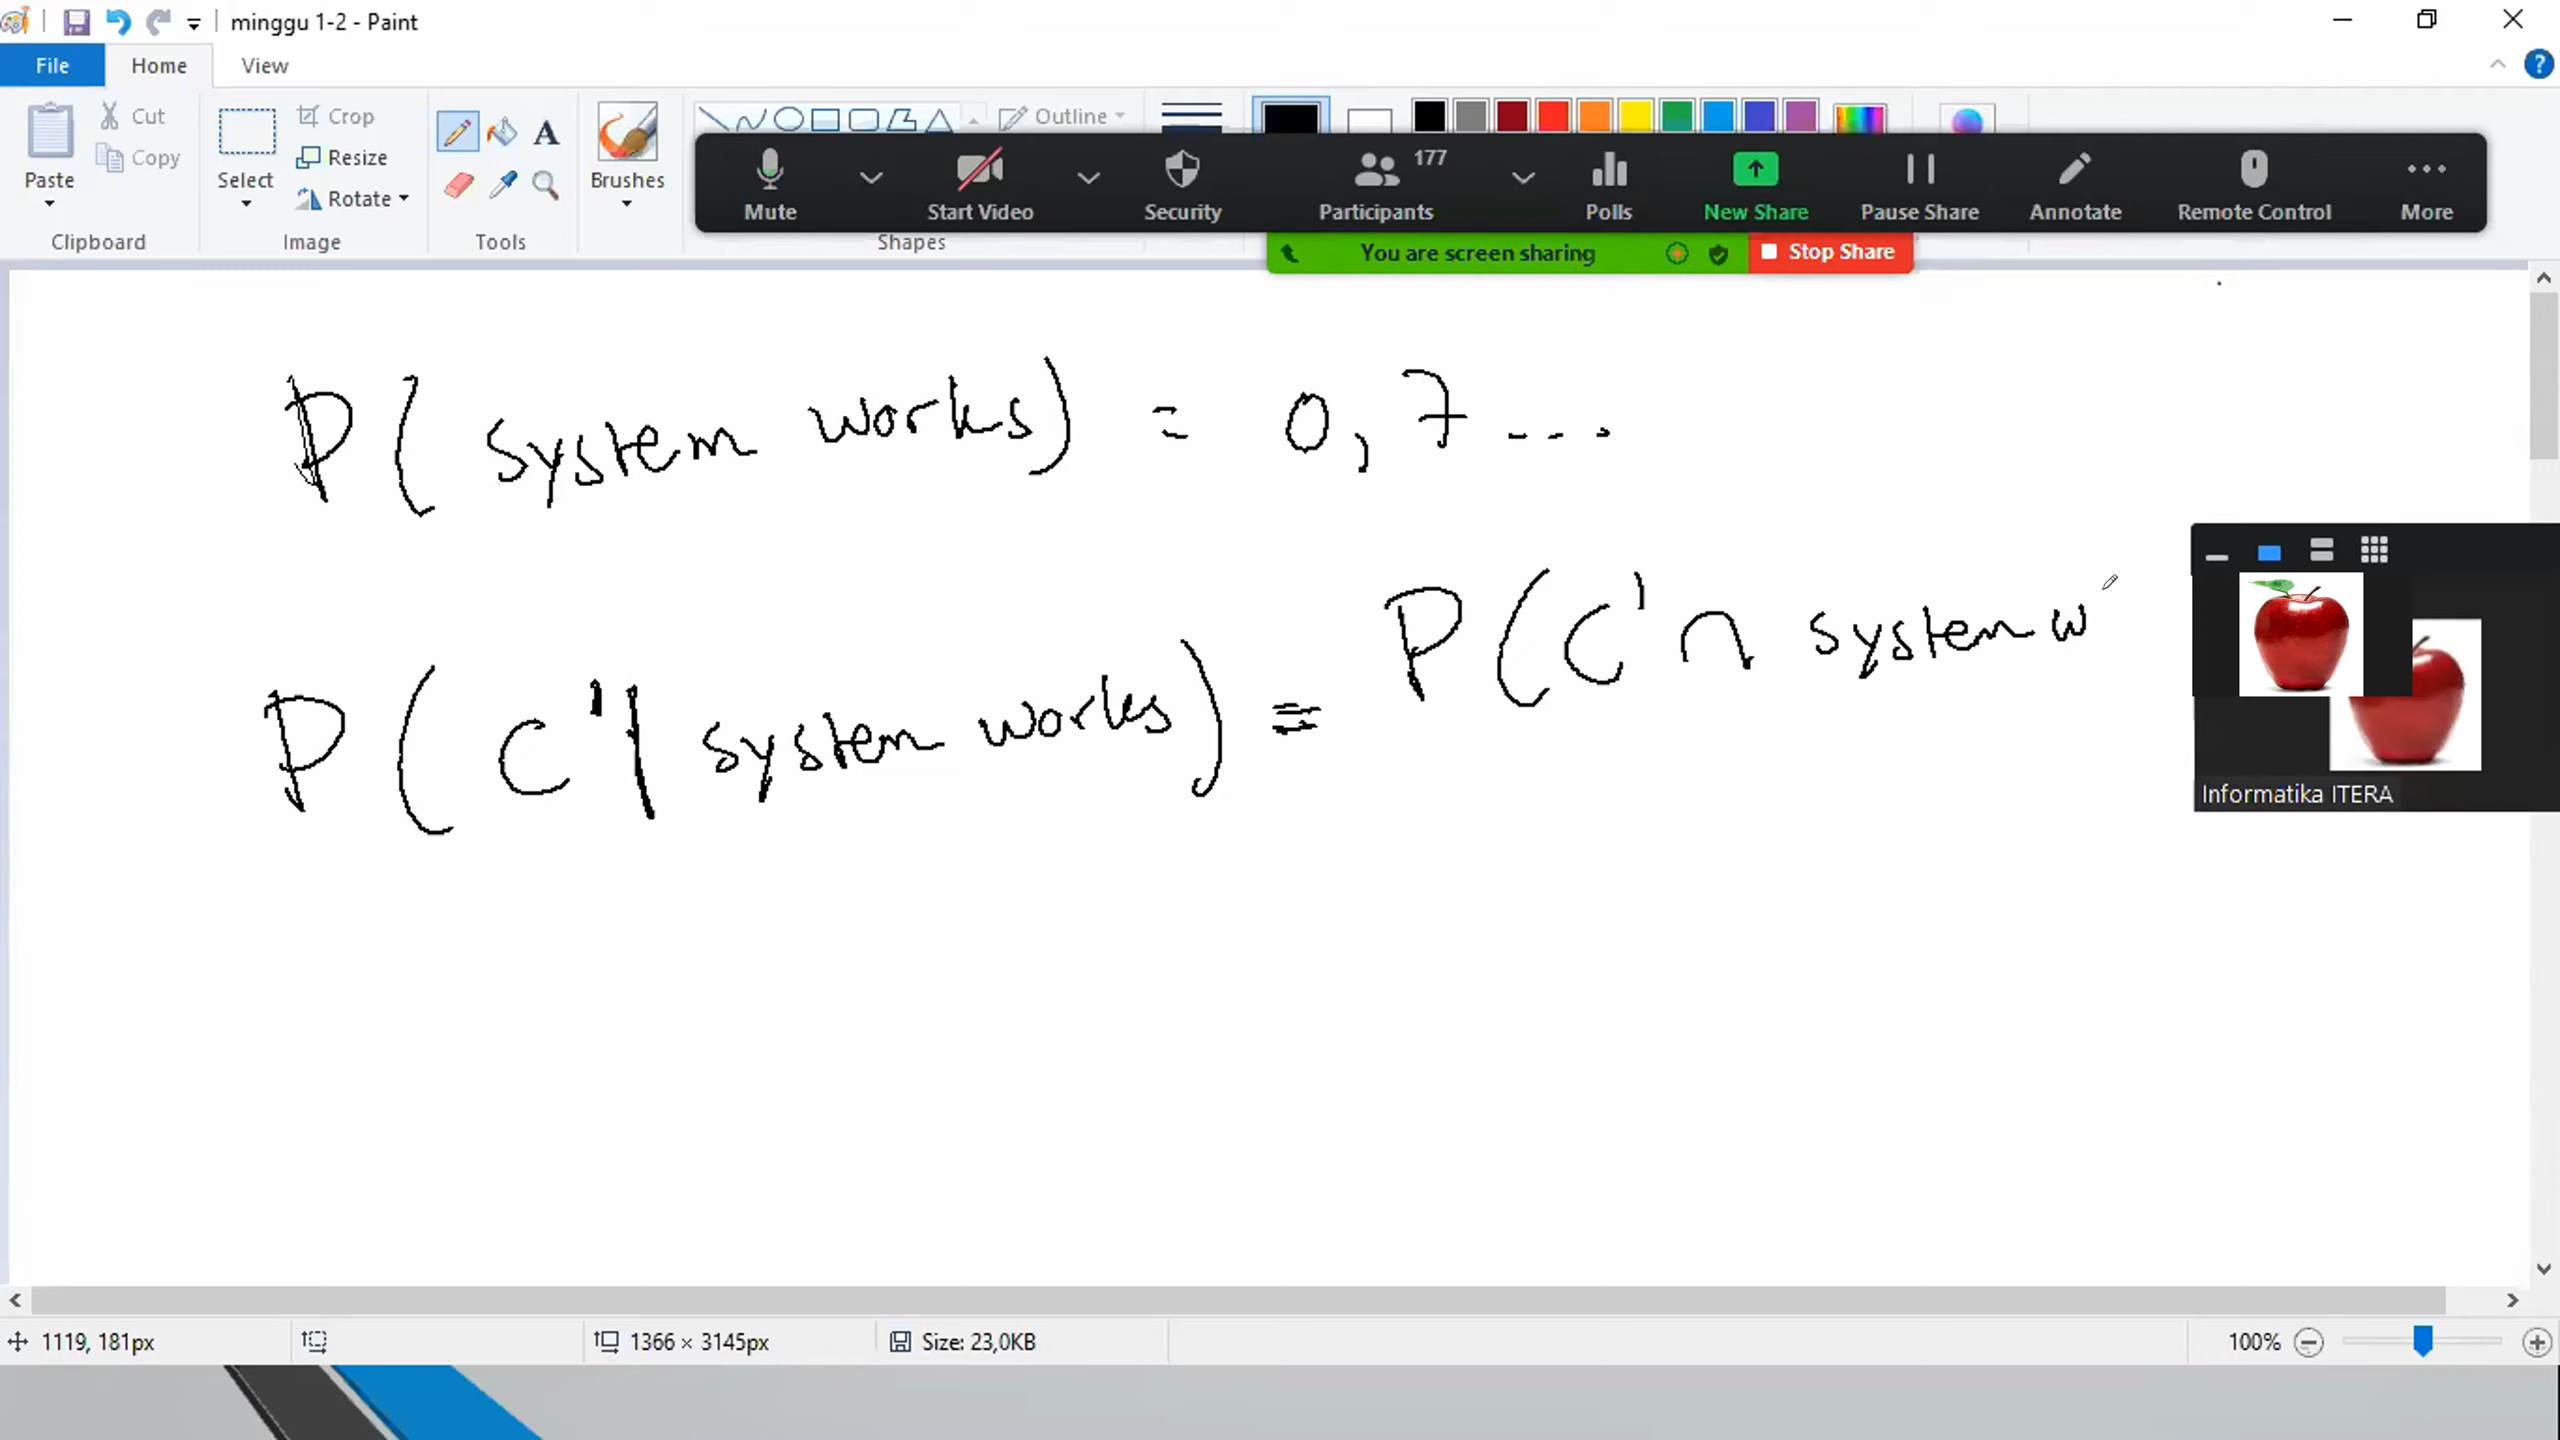 minggu 1-2 - Paint
File Home View
Paste Cut Copy Clipboard
Select Crop Resize Rotate Image
Tools
Brushes
Shapes
Outline
Mute Start Video Security Participants 177 Polls New Share Pause Share Annotate Remote Control More
You are screen sharing Stop Share
P( system works) = 0,7 ...
P(C' ∩ system w
P( C'| system works) =
Informatika ITERA
1119, 181px 1366 × 3145px Size: 23,0KB 100%